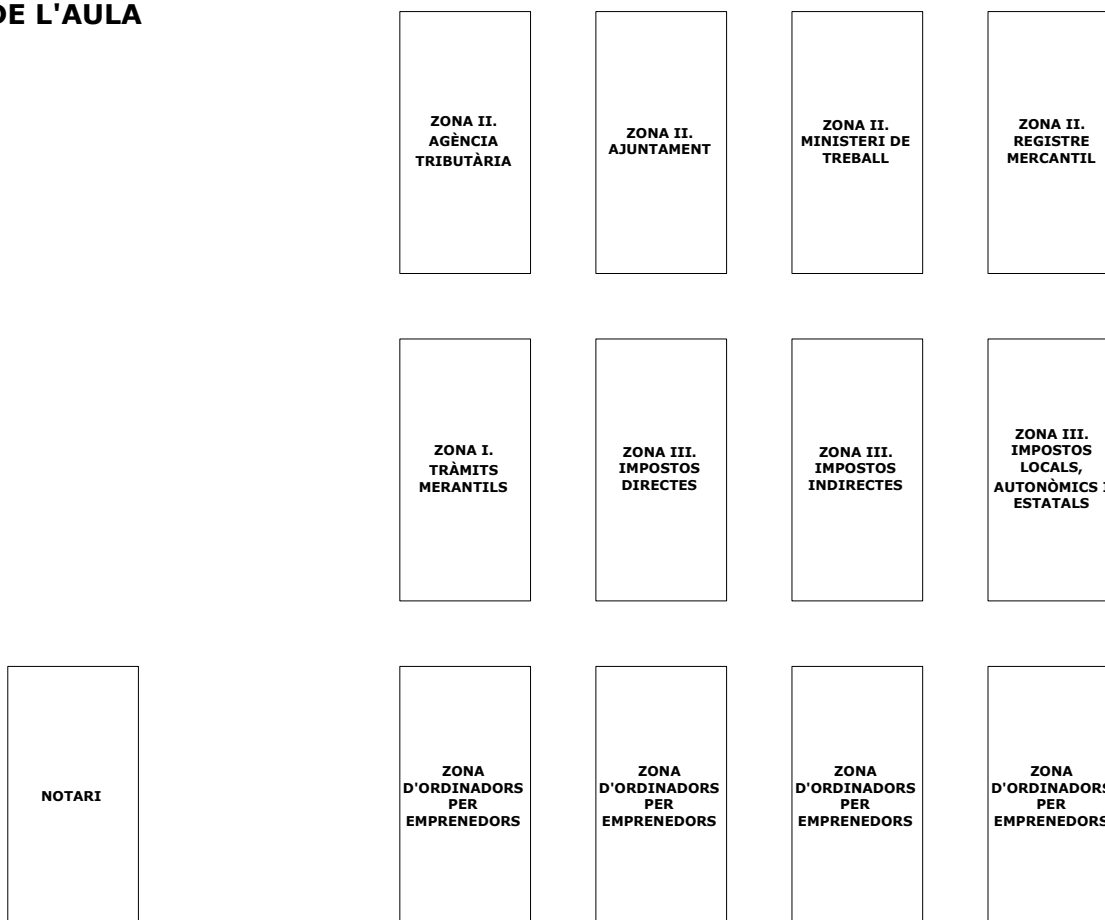 DE L'AULA
ZONA II.
AGÈNCIA
TRIBUTÀRIA
ZONA II.
AJUNTAMENT
ZONA II.
MINISTERI DE
TREBALL
ZONA II.
REGISTRE
MERCANTIL
ZONA I.
TRÀMITS
MERANTILS
ZONA III.
IMPOSTOS
DIRECTES
ZONA III.
IMPOSTOS
INDIRECTES
ZONA III.
IMPOSTOS
LOCALS,
AUTONÒMICS I
ESTATALS
NOTARI
ZONA
D'ORDINADORS
PER
EMPRENEDORS
ZONA
D'ORDINADORS
PER
EMPRENEDORS
ZONA
D'ORDINADORS
PER
EMPRENEDORS
ZONA
D'ORDINADORS
PER
EMPRENEDORS